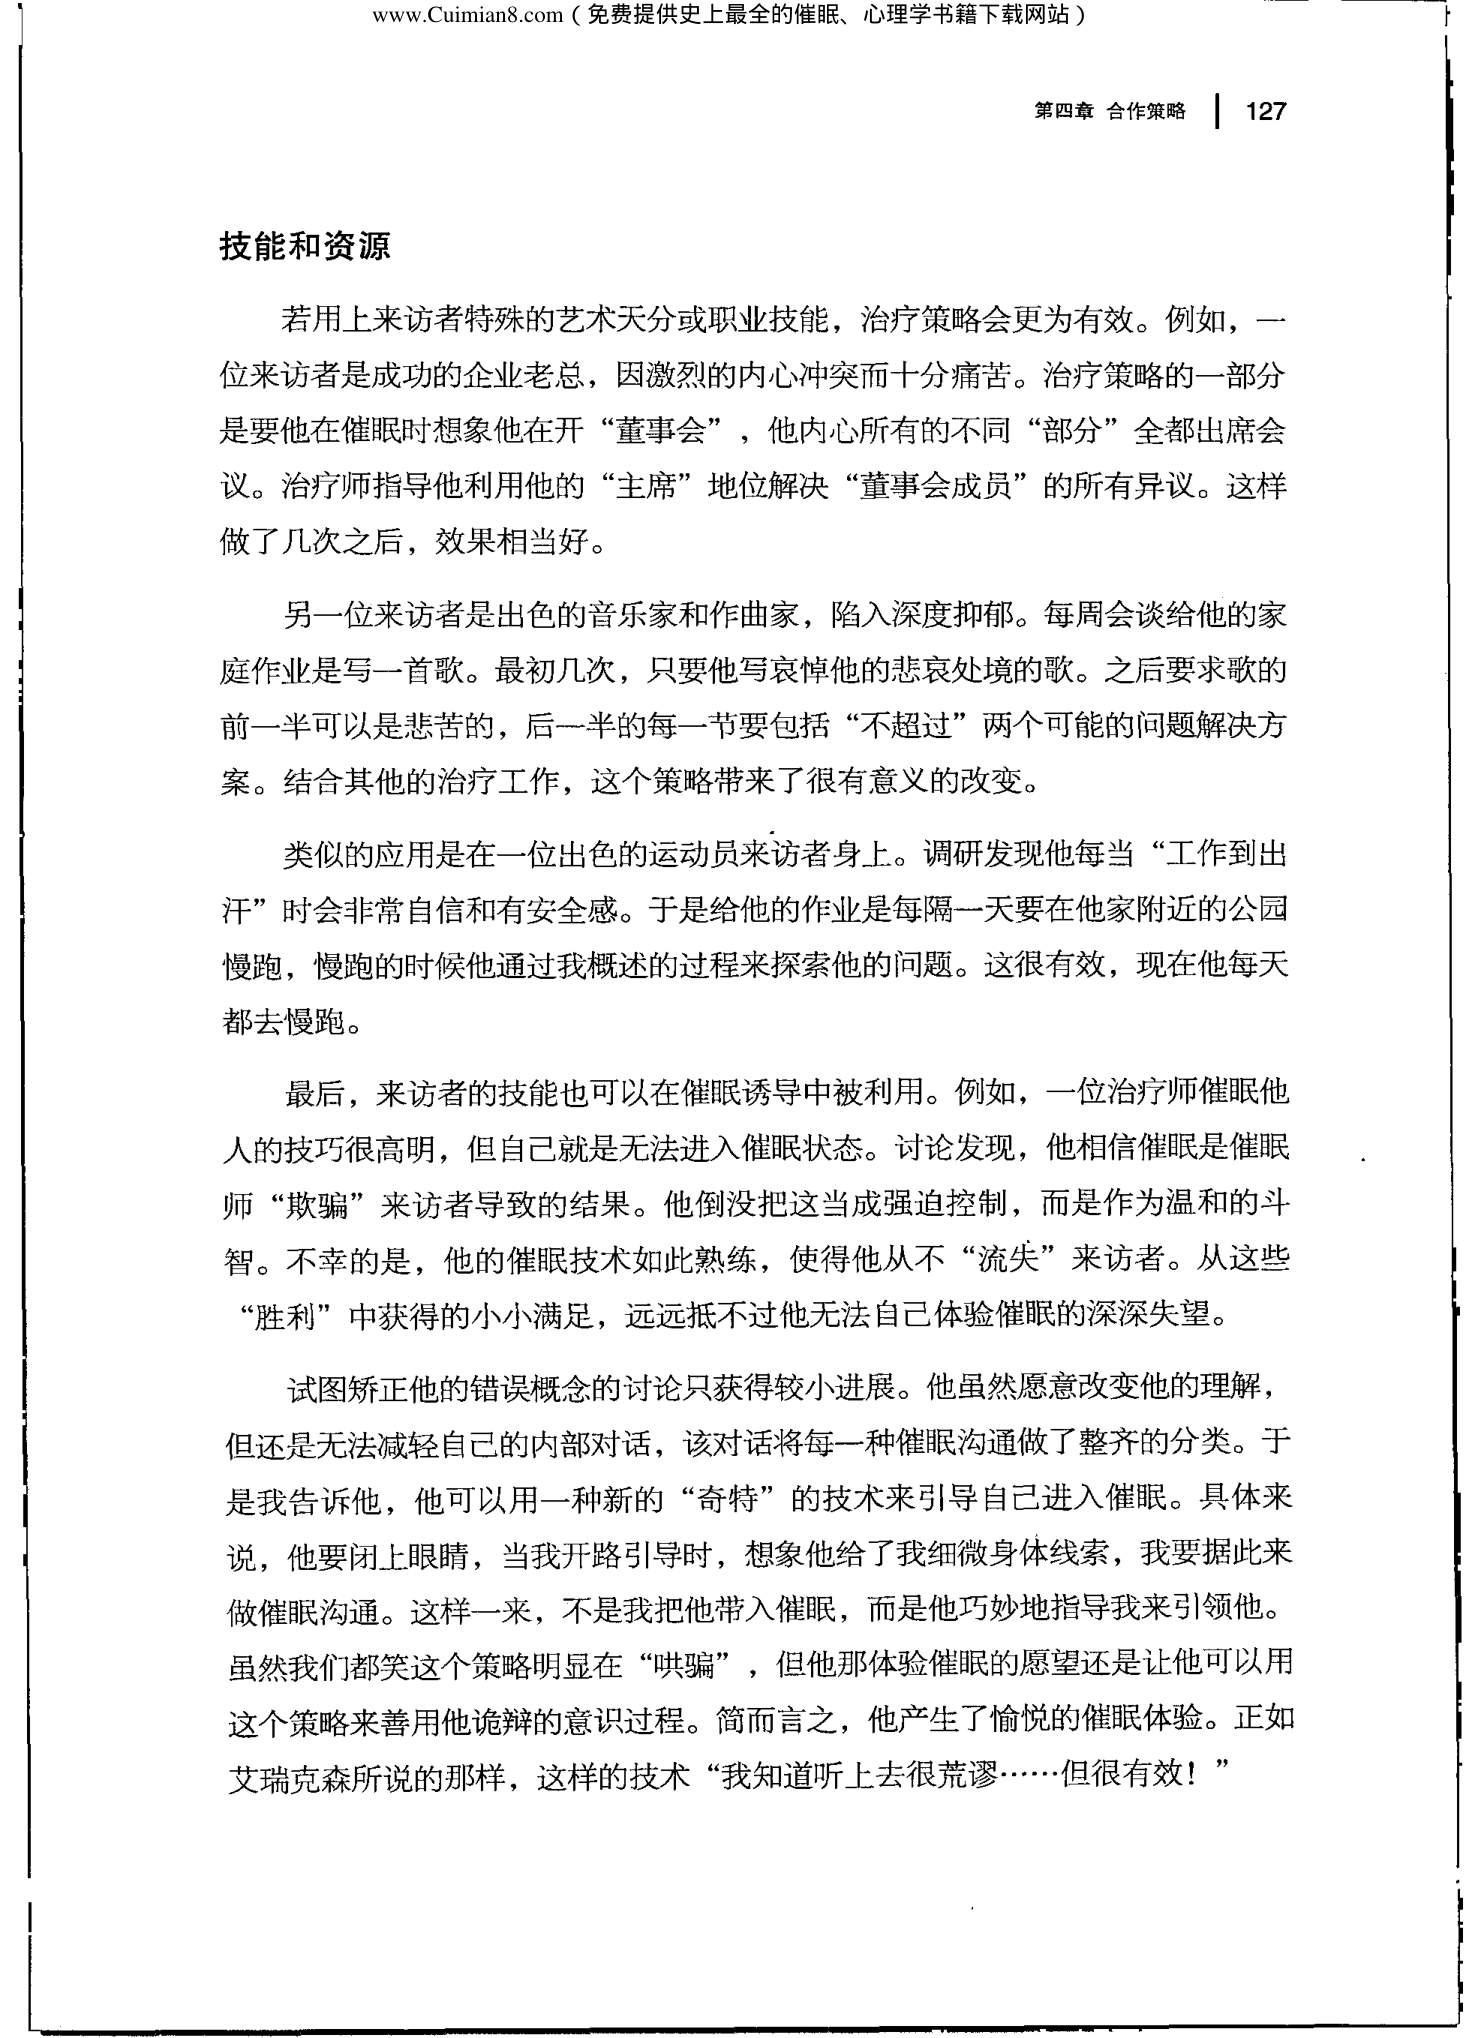 www.Cuimian8.com（免费提供史上最全的催眠、心理学书籍下载网站）
第四章 合作策略 127
技能和资源
若用上来访者特殊的艺术天分或职业技能，治疗策略会更为有效。例如，一
位来访者是成功的企业老总，因激烈的内心冲突而十分痛苦。治疗策略的一部分
是要他在催眠时想象他在开“董事会”，他内心所有的不同“部分”全都出席会
议。治疗师指导他利用他的“主席”地位解决“董事会成员”的所有异议。这样
做了几次之后，效果相当好。
另一位来访者是出色的音乐家和作曲家，陷入深度抑郁。每周会谈给他的家
庭作业是写一首歌。最初几次，只要他写哀悼他的悲哀处境的歌。之后要求歌的
前一半可以是悲苦的，后一半的每一节要包括“不超过”两个可能的问题解决方
案。结合其他的治疗工作，这个策略带来了很有意义的改变。
类似的应用是在一位出色的运动员来访者身上。调研发现他每当“工作到出
汗”时会非常自信和有安全感。于是给他的作业是每隔一天要在他家附近的公园
慢跑，慢跑的时候他通过我概述的过程来探索他的问题。这很有效，现在他每天
都去慢跑。
最后，来访者的技能也可以在催眠诱导中被利用。例如，一位治疗师催眠他
人的技巧很高明，但自己就是无法进入催眠状态。讨论发现，他相信催眠是催眠
师“欺骗”来访者导致的结果。他倒没把这当成强迫控制，而是作为温和的斗
智。不幸的是，他的催眠技术如此熟练，使得他从不“流失”来访者。从这些
“胜利”中获得的小小满足，远远抵不过他无法自己体验催眠的深深失望。
试图矫正他的错误概念的讨论只获得较小进展。他虽然愿意改变他的理解，
但还是无法减轻自己的内部对话，该对话将每一种催眠沟通做了整齐的分类。于
是我告诉他，他可以用一种新的“奇特”的技术来引导自己进入催眠。具体来
说，他要闭上眼睛，当我开路引导时，想象他给了我细微身体线索，我要据此来
做催眠沟通。这样一来，不是我把他带入催眠，而是他巧妙地指导我来引领他。
虽然我们都笑这个策略明显在“哄骗”，但他那体验催眠的愿望还是让他可以用
这个策略来善用他诡辩的意识过程。简而言之，他产生了愉悦的催眠体验。正如
艾瑞克森所说的那样，这样的技术“我知道听上去很荒谬……但很有效！”